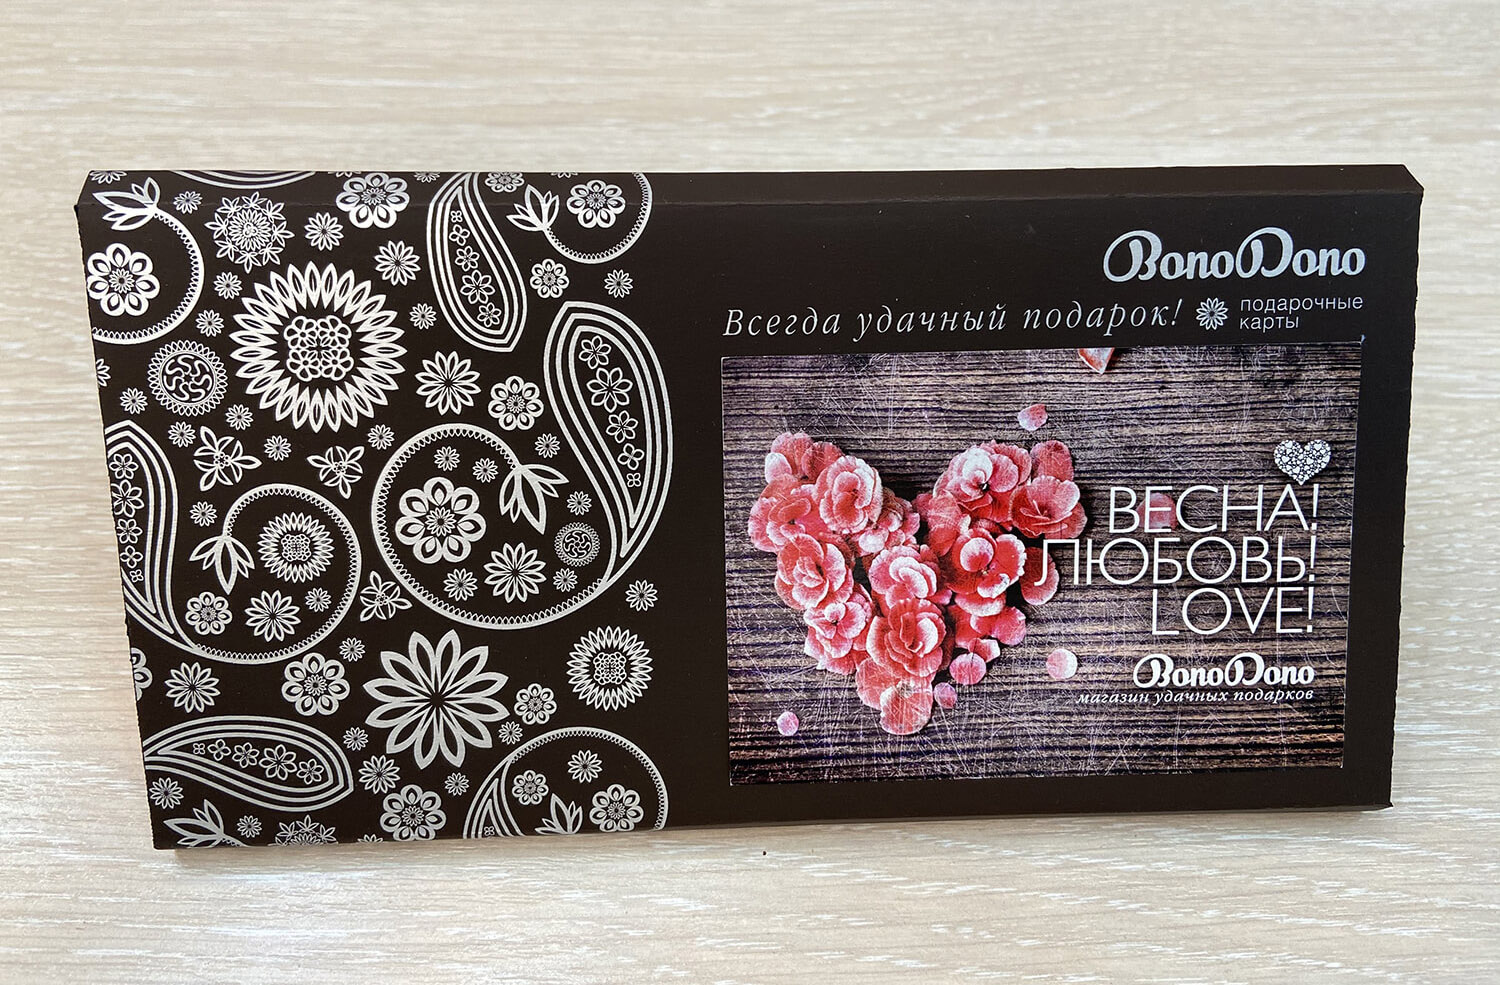 BonoDono
Всегда удачный подарок!
подарочные
карты
ВЕСНА!
ЛЮБОВЬ!
LOVE!
BonoDono
магазин удачных подарков